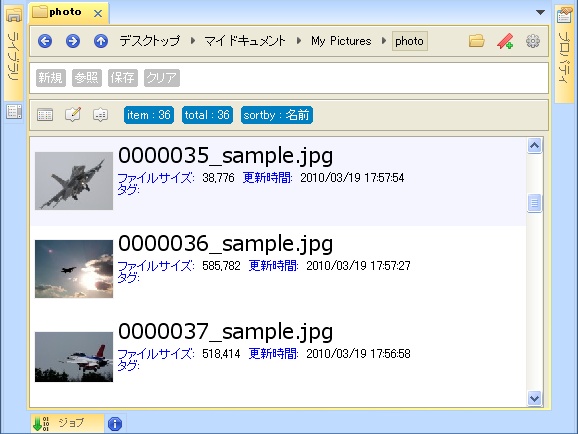 photo
デスクトップ ▸ マイ ドキュメント ▸ My Pictures ▸ photo
新規 参照 保存 クリア
item : 36 total : 36 sortby : 名前
0000035_sample.jpg
ファイルサイズ: 38,776 更新時間: 2010/03/19 17:57:54
タグ:
0000036_sample.jpg
ファイルサイズ: 585,782 更新時間: 2010/03/19 17:57:27
タグ:
0000037_sample.jpg
ファイルサイズ: 518,414 更新時間: 2010/03/19 17:56:58
タグ:
ジョブ
ライブラリ
プロパティ